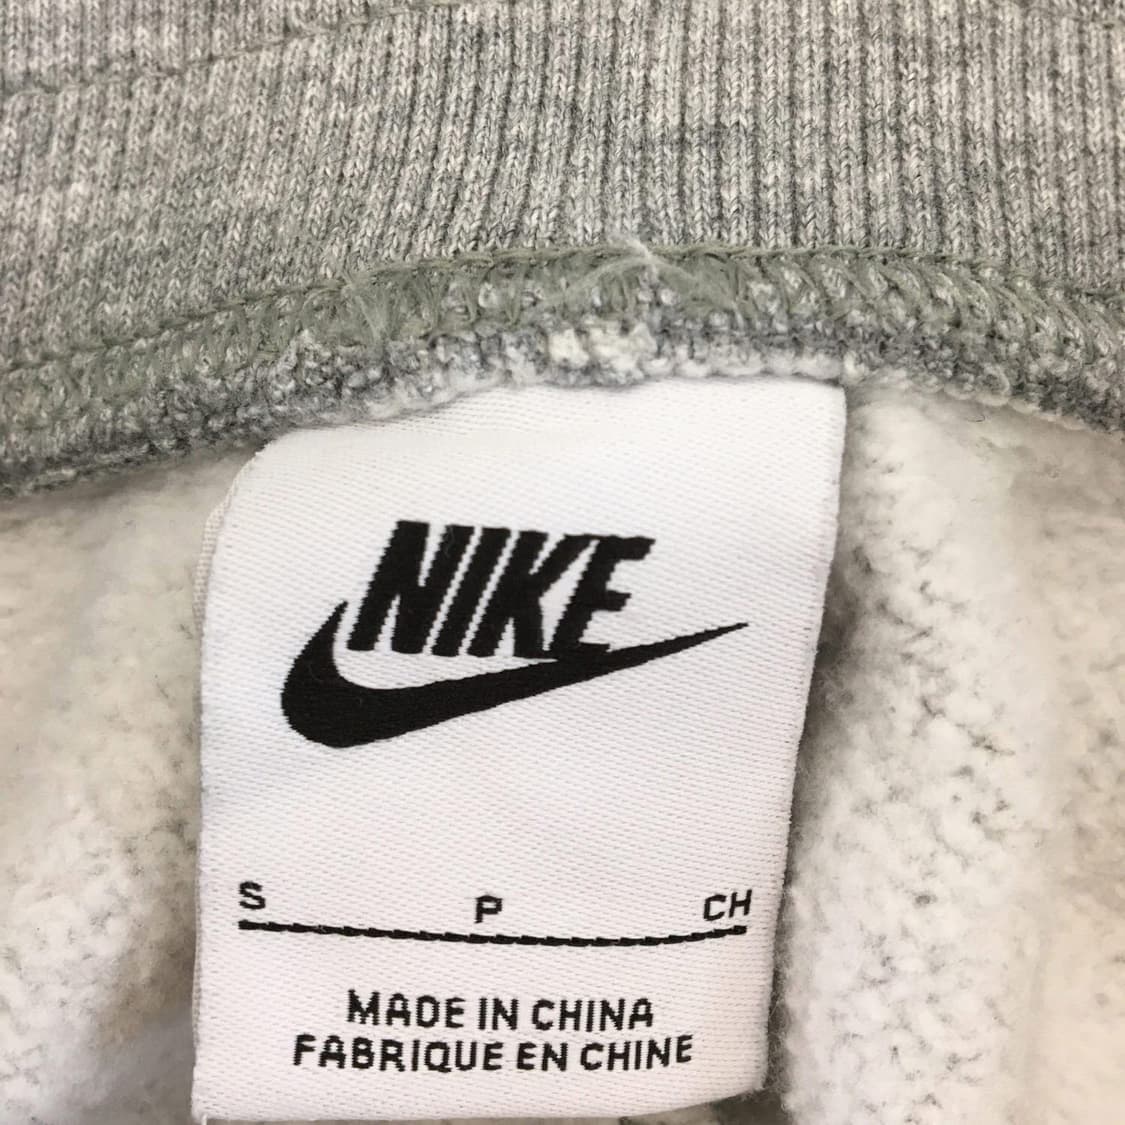 NIKE
S P CH
MADE IN CHINA
FABRIQUE EN CHINE